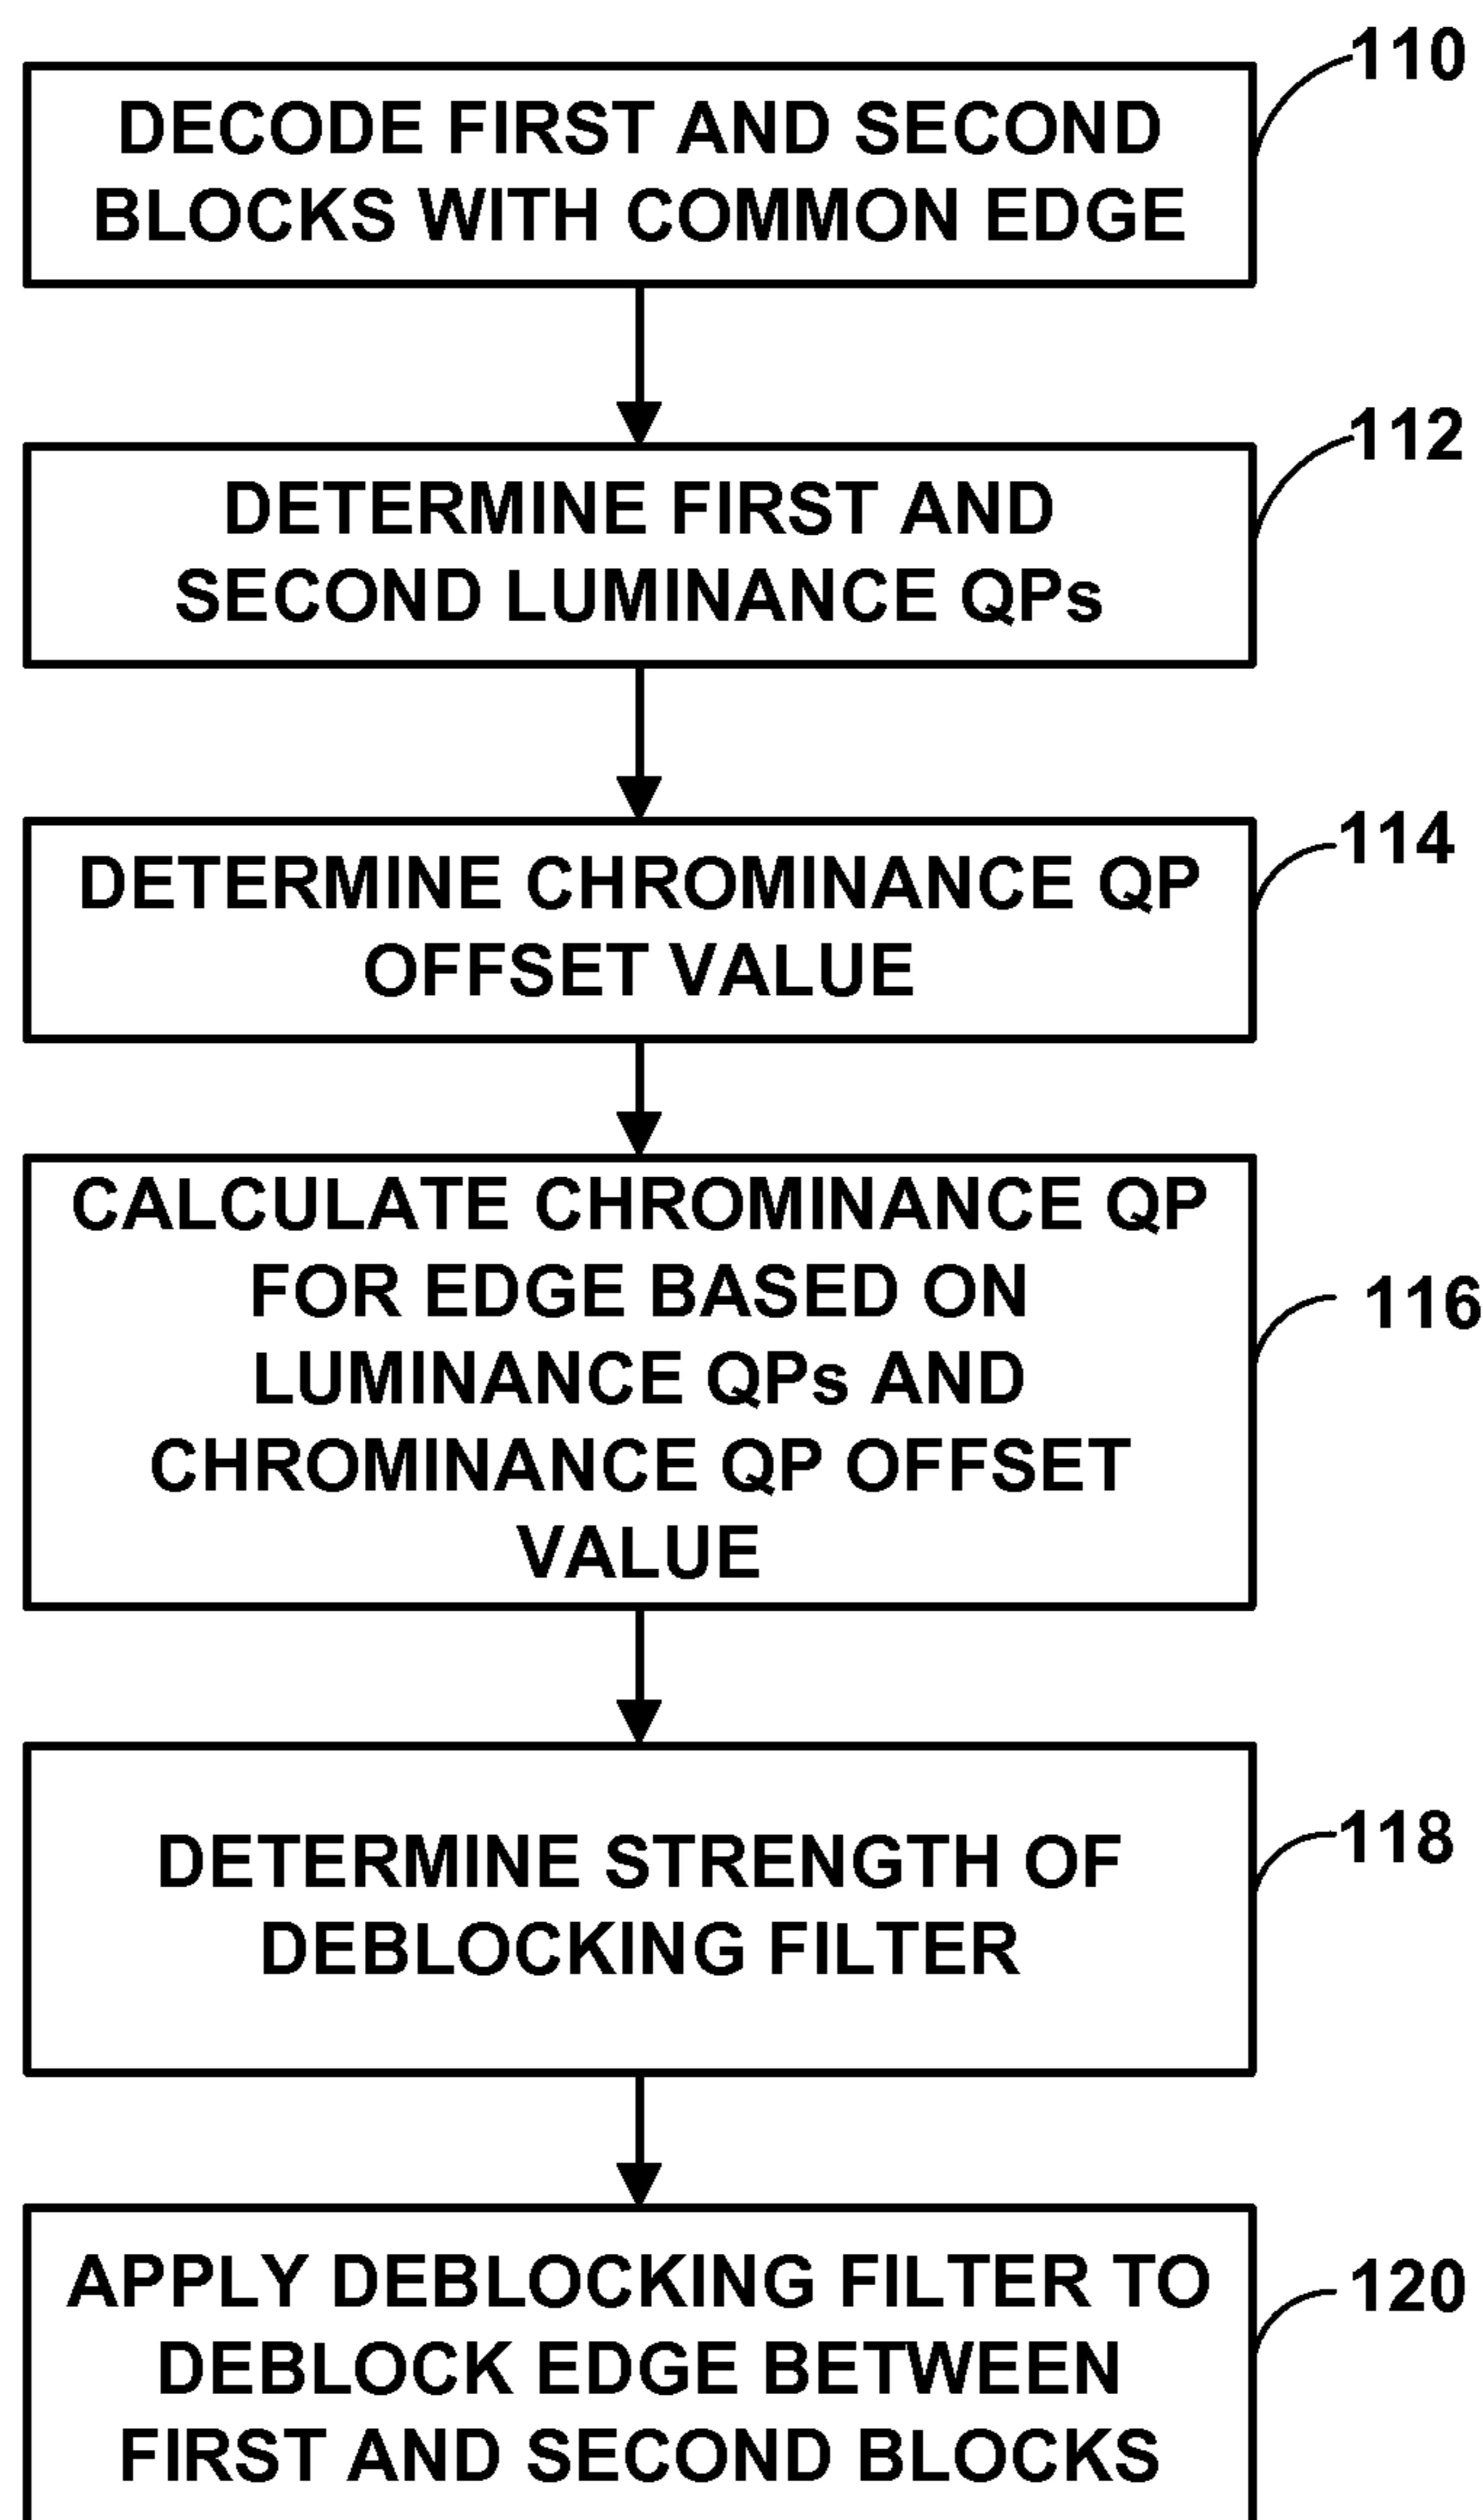 110
DECODE FIRST AND SECOND
BLOCKS WITH COMMON EDGE
112
DETERMINE FIRST AND
SECOND LUMINANCE QPs
114
DETERMINE CHROMINANCE QP
OFFSET VALUE
CALCULATE CHROMINANCE QP
FOR EDGE BASED ON
116
LUMINANCE QPs AND
CHROMINANCE QP OFFSET
VALUE
118
DETERMINE STRENGTH OF
DEBLOCKING FILTER
APPLY DEBLOCKING FILTER TO
120
DEBLOCK EDGE BETWEEN
FIRST AND SECOND BLOCKS